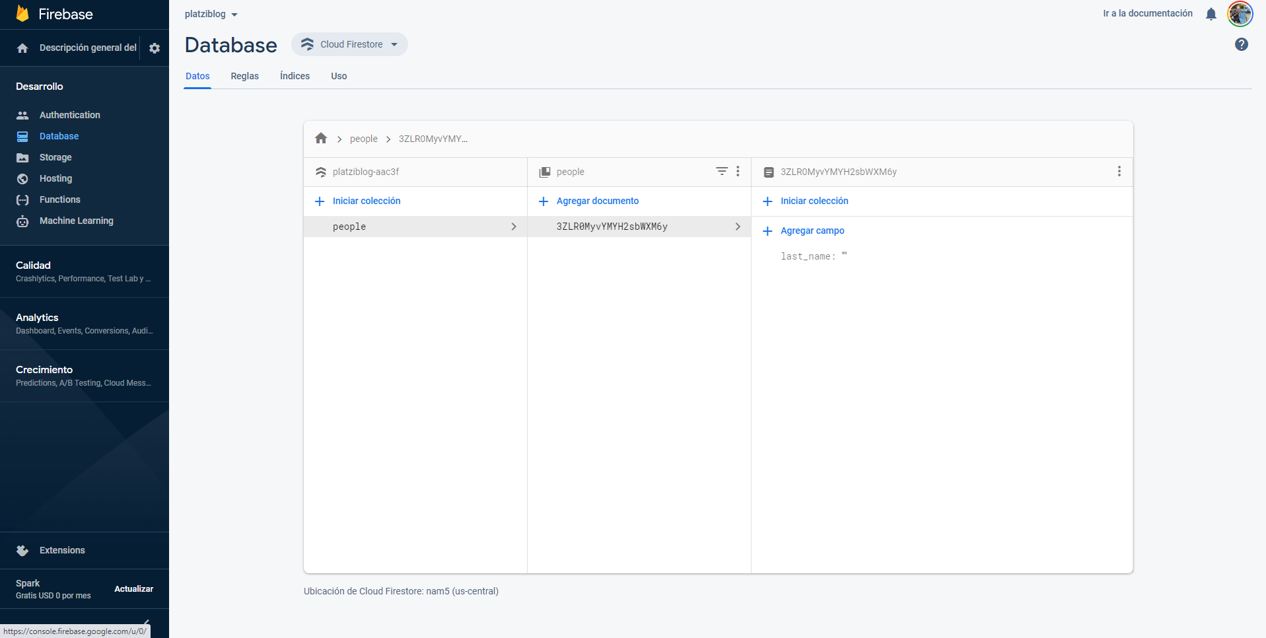 Firebase
platziblog
Ir a la documentación
Descripción general del
Database
Cloud Firestore
Datos
Reglas
Índices
Uso
Desarrollo
Authentication
Database
Storage
Hosting
Functions
Machine Learning
Calidad
Crashlytics, Performance, Test Lab y ...
Analytics
Dashboard, Events, Conversions, Audi...
Crecimiento
Predictions, A/B Testing, Cloud Mess...
Extensions
Spark
Gratis USD 0 por mes
Actualizar
https://console.firebase.google.com/u/0/
people
3ZLR0MyvYMY...
platziblog-aac3f
Iniciar colección
people
people
Agregar documento
3ZLR0MyvYMYH2sbWXM6y
3ZLR0MyvYMYH2sbWXM6y
Iniciar colección
Agregar campo
last_name: ""
Ubicación de Cloud Firestore: nam5 (us-central)